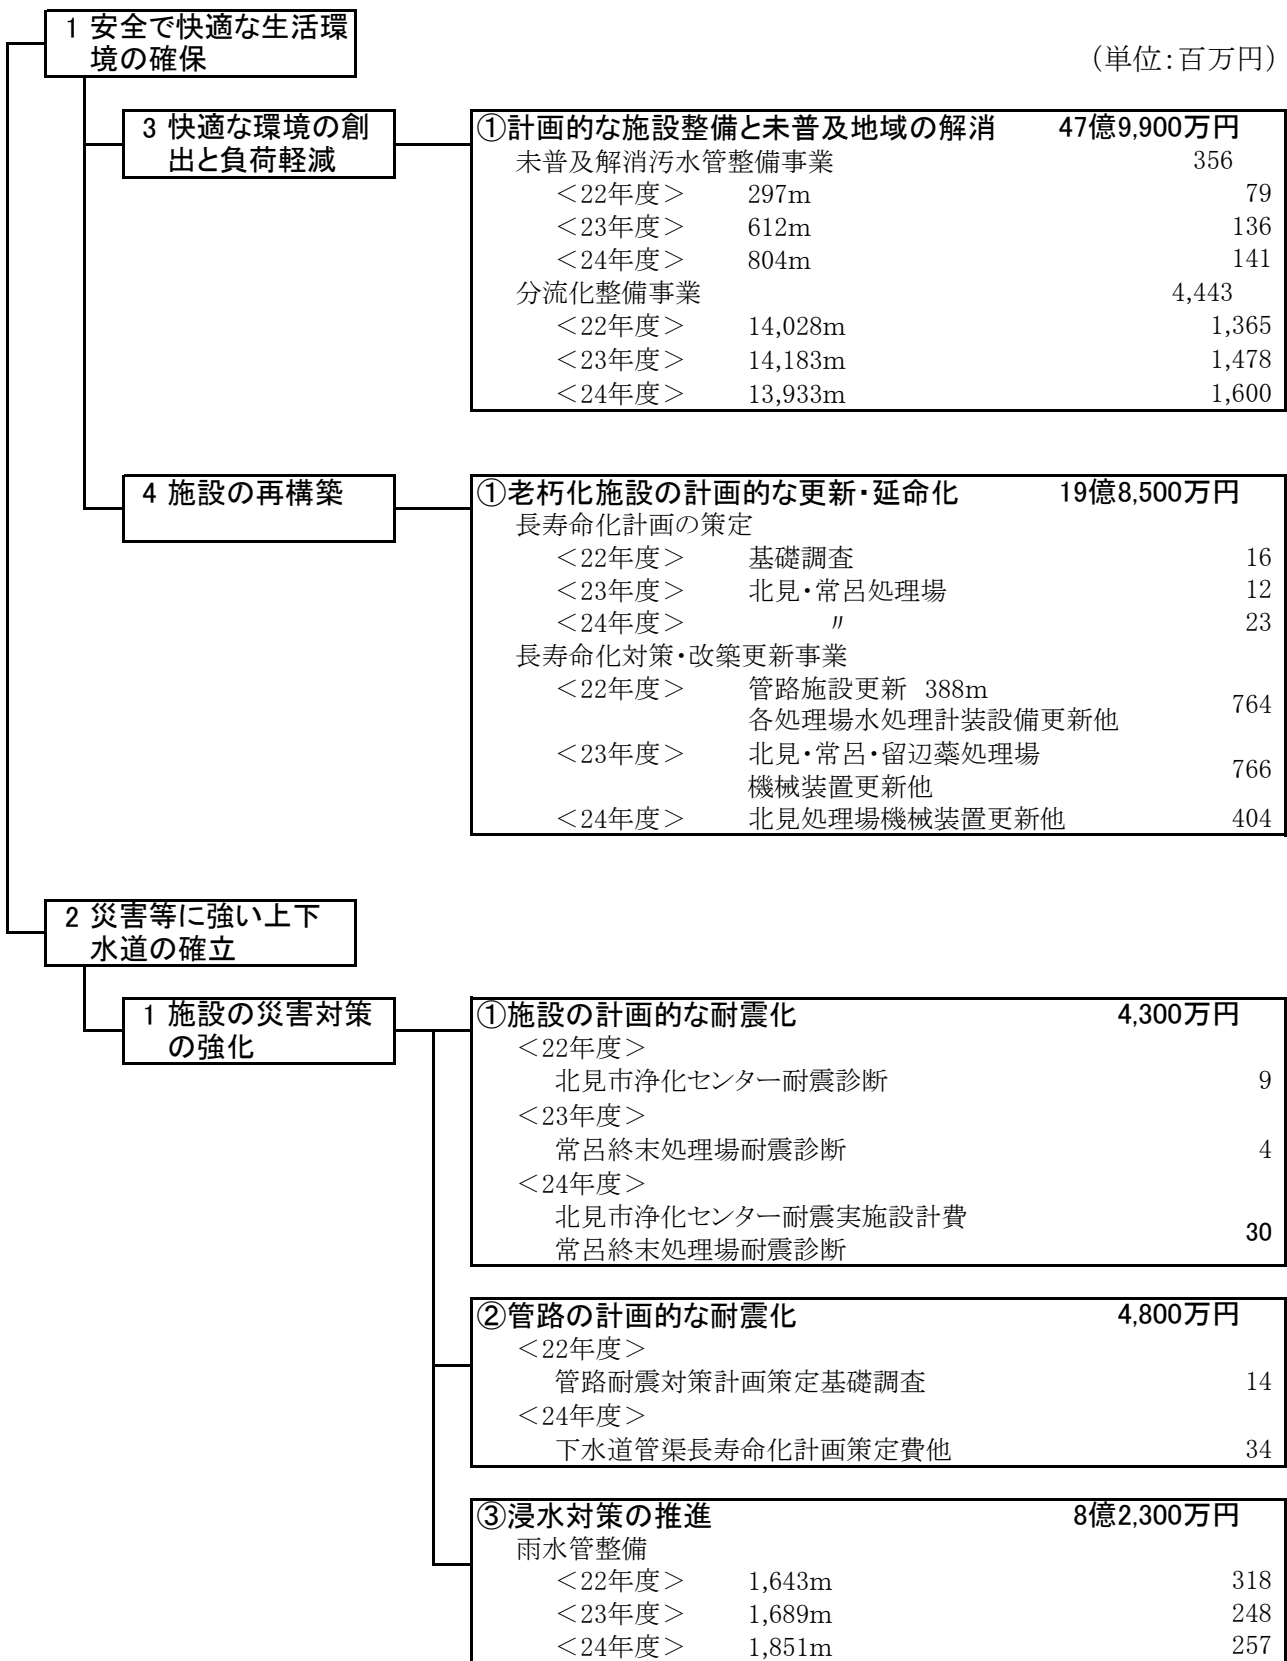 1 安全で快適な生活環
境の確保
（単位：百万円）
3 快適な環境の創
出と負荷軽減
①計画的な施設整備と未普及地域の解消 47億9,900万円
未普及解消汚水管整備事業 356
＜22年度＞ 297m 79
＜23年度＞ 612m 136
＜24年度＞ 804m 141
分流化整備事業 4,443
＜22年度＞ 14,028m 1,365
＜23年度＞ 14,183m 1,478
＜24年度＞ 13,933m 1,600
4 施設の再構築
①老朽化施設の計画的な更新・延命化 19億8,500万円
長寿命化計画の策定
＜22年度＞ 基礎調査 16
＜23年度＞ 北見・常呂処理場 12
＜24年度＞ 〃 23
長寿命化対策・改築更新事業
＜22年度＞ 管路施設更新 388m
各処理場水処理計装設備更新他 764
＜23年度＞ 北見・常呂・留辺蘂処理場
機械装置更新他 766
＜24年度＞ 北見処理場機械装置更新他 404
2 災害等に強い上下
水道の確立
1 施設の災害対策
の強化
①施設の計画的な耐震化 4,300万円
＜22年度＞
北見市浄化センター耐震診断 9
＜23年度＞
常呂終末処理場耐震診断 4
＜24年度＞
北見市浄化センター耐震実施設計費
常呂終末処理場耐震診断 30
②管路の計画的な耐震化 4,800万円
＜22年度＞
管路耐震対策計画策定基礎調査 14
＜24年度＞
下水道管渠長寿命化計画策定費他 34
③浸水対策の推進 8億2,300万円
雨水管整備
＜22年度＞ 1,643m 318
＜23年度＞ 1,689m 248
＜24年度＞ 1,851m 257